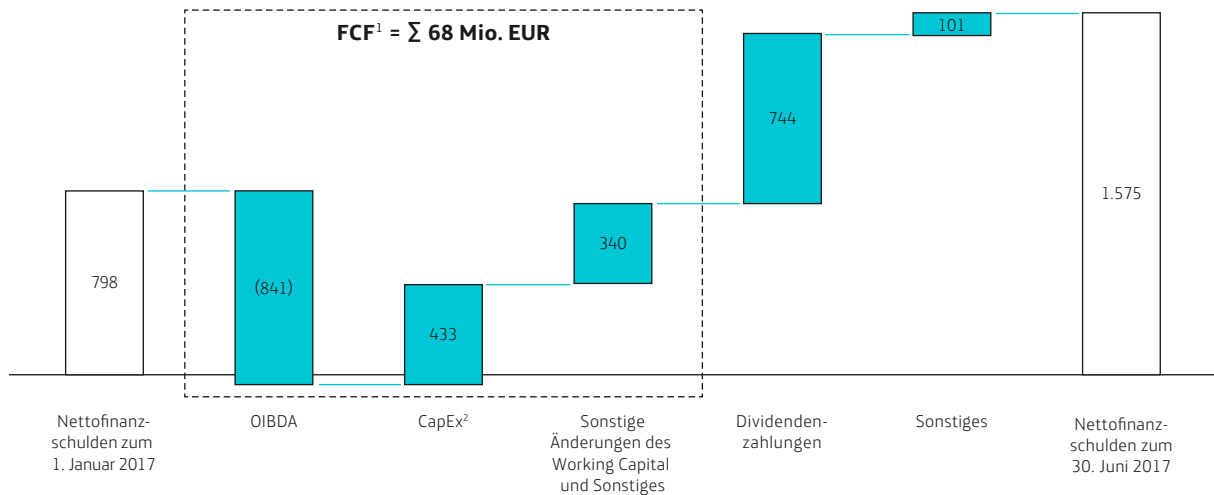 FCF¹ = ∑ 68 Mio. EUR
798
(841)
433
340
744
101
1.575
Nettofinanz-
schulden zum
1. Januar 2017
OIBDA
CapEx²
Sonstige
Änderungen des
Working Capital
und Sonstiges
Dividenden-
zahlungen
Sonstiges
Nettofinanz-
schulden zum
30. Juni 2017